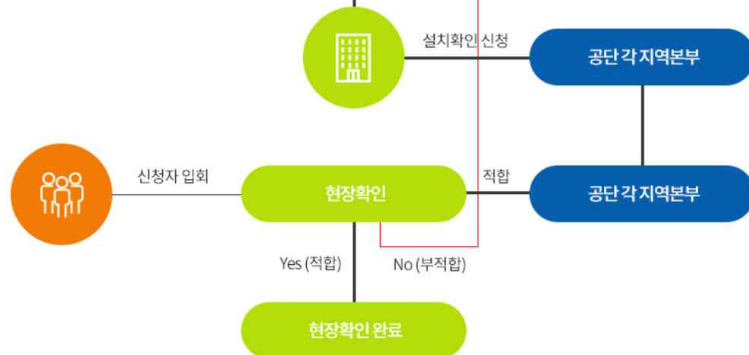 설치확인 신청
공단 각 지역본부
신청자 입회
현장확인
적합
공단 각 지역본부
Yes (적합)
No (부적합)
현장확인 완료